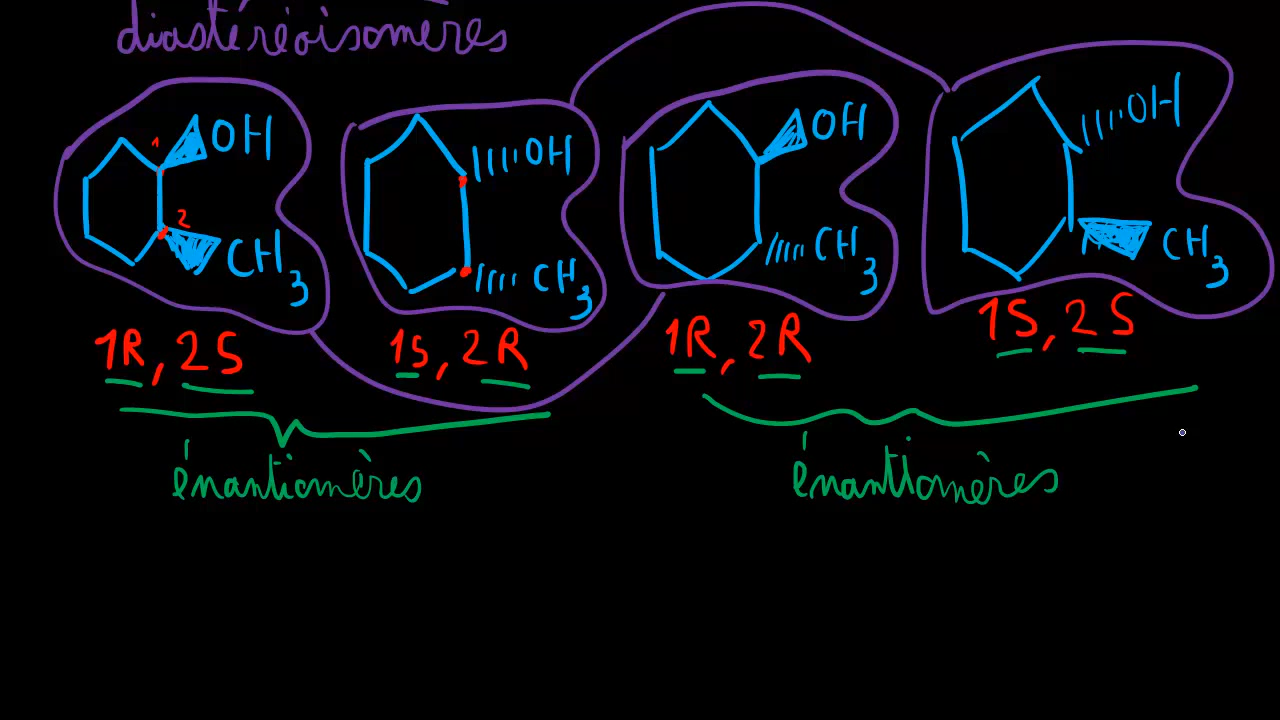 diastéréoisomères
1 OH
2 CH3
OH
CH3
OH
CH3
OH
CH3
1R, 2S
1S, 2R
1R, 2R
1S, 2S
énantiomères
énantiomères